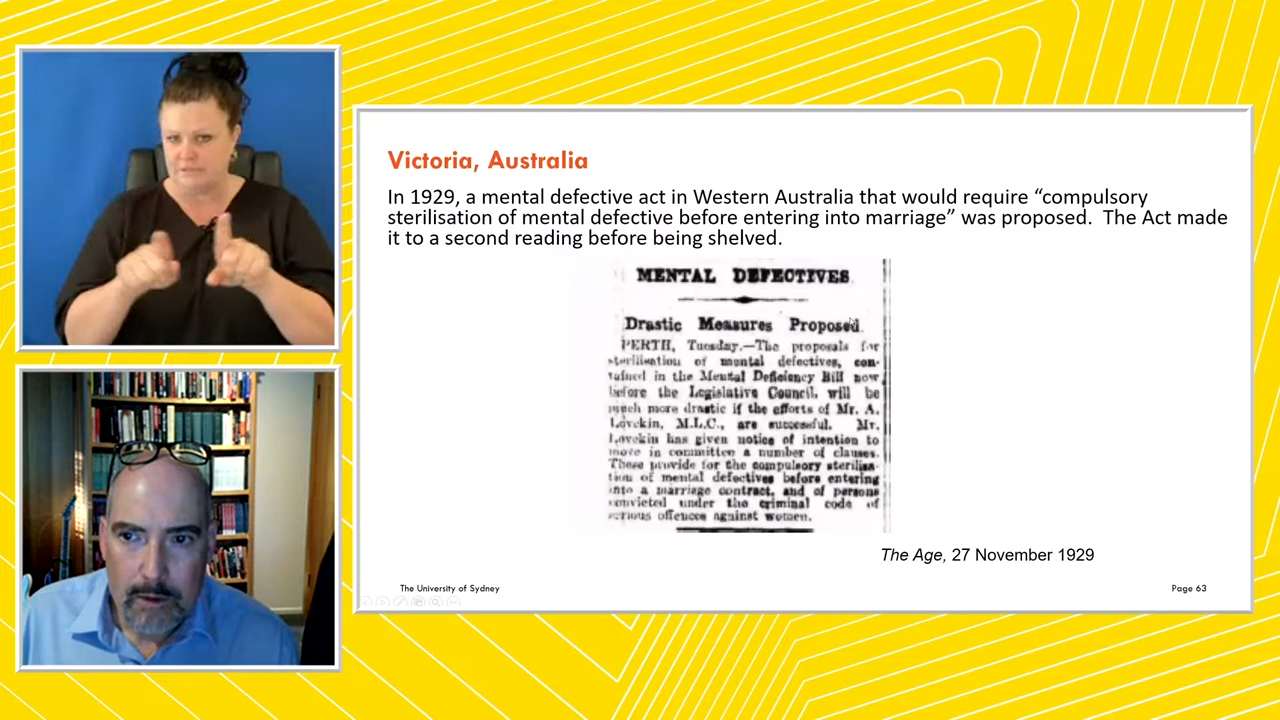 Victoria, Australia
In 1929, a mental defective act in Western Australia that would require “compulsory
sterilisation of mental defective before entering into marriage” was proposed.  The Act made
it to a second reading before being shelved.
MENTAL DEFECTIVES
Drastic Measures Proposed.
PERTH, Tuesday.—The proposals for
sterilisation of mental defectives, con-
tained in the Mental Deficiency Bill now
before the Legislative Council, will be
much more drastic if the efforts of Mr. A.
Lovekin, M.L.C., are successful. Mr.
Lovekin has given notice of intention to
move in committee a number of clauses.
These provide for the compulsory sterilisa-
tion of mental defectives before entering
into a marriage contract, and of persons
convicted under the criminal code of
serious offences against women.
The Age, 27 November 1929
The University of Sydney
Page 63